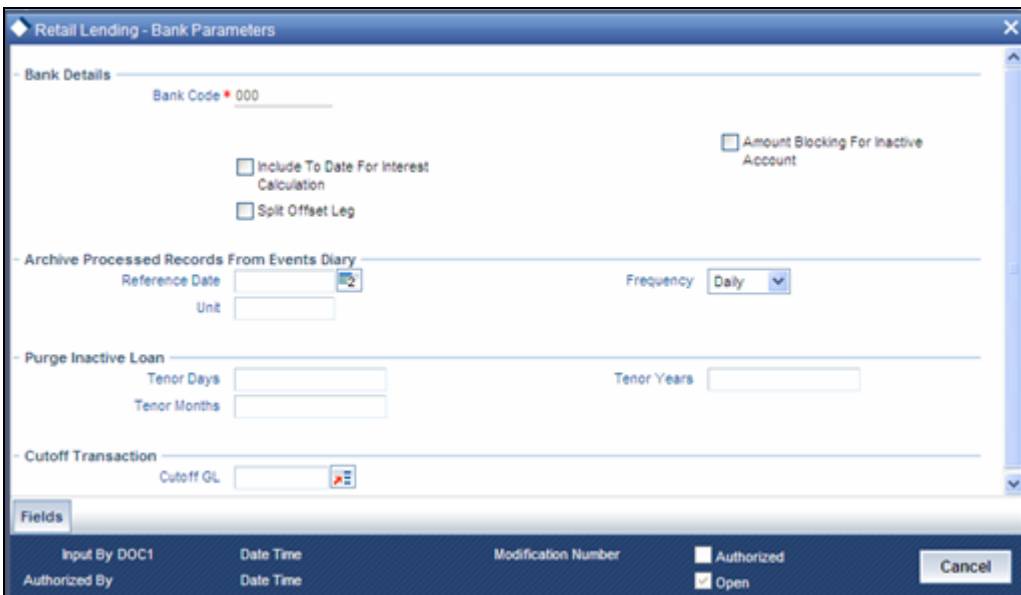 Retail Lending - Bank Parameters
Bank Details
Bank Code * 000
Amount Blocking For Inactive
Account
Include To Date For Interest
Calculation
Split Offset Leg
Archive Processed Records From Events Diary
Reference Date
Frequency Daily
Unit
Purge Inactive Loan
Tenor Days
Tenor Years
Tenor Months
Cutoff Transaction
Cutoff GL
Fields
Input By DOC1 Date Time Modification Number Authorized
Authorized By Date Time Open
Cancel